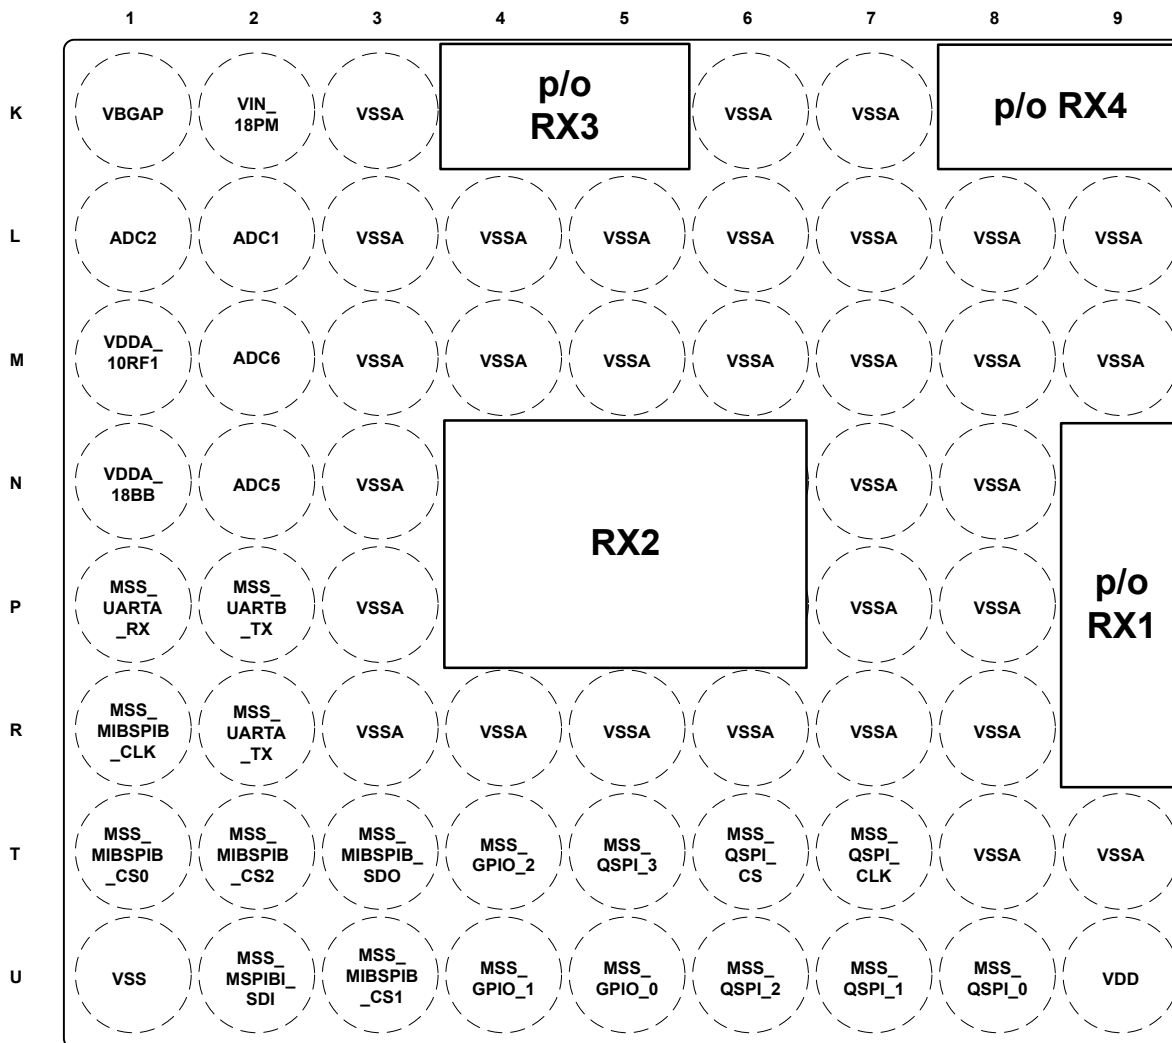 1 2 3 4 5 6 7 8 9
K
VBGAP
VIN_
18PM
VSSA
p/o
RX3
VSSA
VSSA
p/o RX4
L
ADC2
ADC1
VSSA
VSSA
VSSA
VSSA
VSSA
VSSA
VSSA
M
VDDA_
10RF1
ADC6
VSSA
VSSA
VSSA
VSSA
VSSA
VSSA
VSSA
N
VDDA_
18BB
ADC5
VSSA
RX2
VSSA
VSSA
p/o
RX1
P
MSS_
UARTA
_RX
MSS_
UARTB
_TX
VSSA
VSSA
VSSA
R
MSS_
MIBSPIB
_CLK
MSS_
UARTA
_TX
VSSA
VSSA
VSSA
VSSA
VSSA
VSSA
T
MSS_
MIBSPIB
_CS0
MSS_
MIBSPIB
_CS2
MSS_
MIBSPIB_
SDO
MSS_
GPIO_2
MSS_
QSPI_3
MSS_
QSPI_
CS
MSS_
QSPI_
CLK
VSSA
VSSA
U
VSS
MSS_
MSPIBI_
SDI
MSS_
MIBSPIB
_CS1
MSS_
GPIO_1
MSS_
GPIO_0
MSS_
QSPI_2
MSS_
QSPI_1
MSS_
QSPI_0
VDD